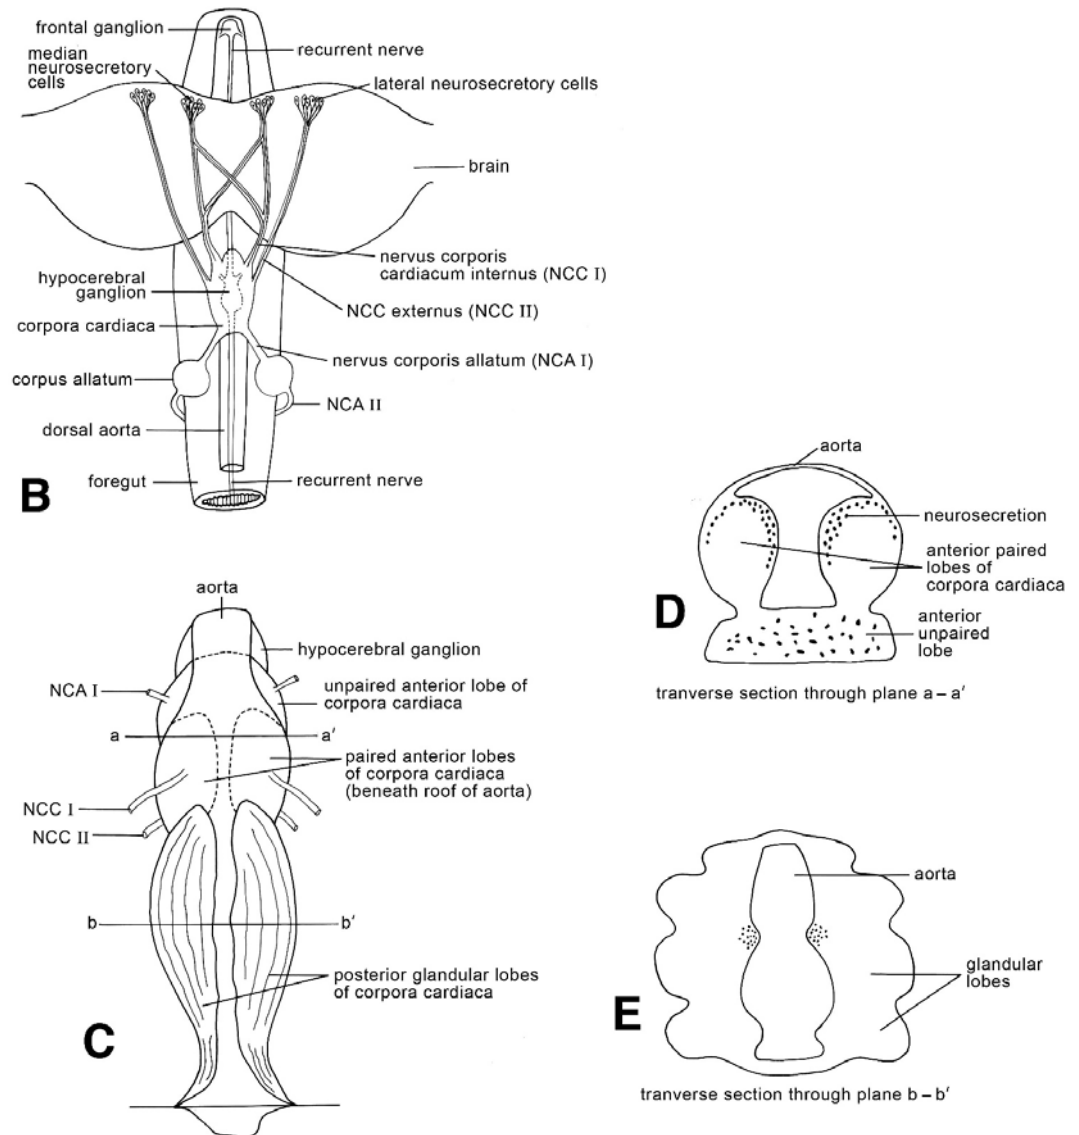 frontal ganglion
recurrent nerve
median
neurosecretory
cells
lateral neurosecretory cells
brain
nervus corporis
cardiacum internus (NCC I)
hypocerebral
ganglion
NCC externus (NCC II)
corpora cardiaca
nervus corporis allatum (NCA I)
corpus allatum
NCA II
dorsal aorta
foregut
recurrent nerve
B
aorta
hypocerebral ganglion
NCA I
unpaired anterior lobe of
corpora cardiaca
a
a′
paired anterior lobes
of corpora cardiaca
(beneath roof of aorta)
NCC I
NCC II
b
b′
posterior glandular lobes
of corpora cardiaca
C
aorta
neurosecretion
anterior paired
lobes of
corpora cardiaca
D
anterior
unpaired
lobe
tranverse section through plane a – a′
aorta
glandular
lobes
E
tranverse section through plane b – b′